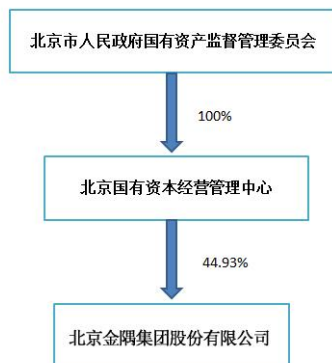 北京市人民政府国有资产监督管理委员会
100%
北京国有资本经营管理中心
44.93%
北京金隅集团股份有限公司